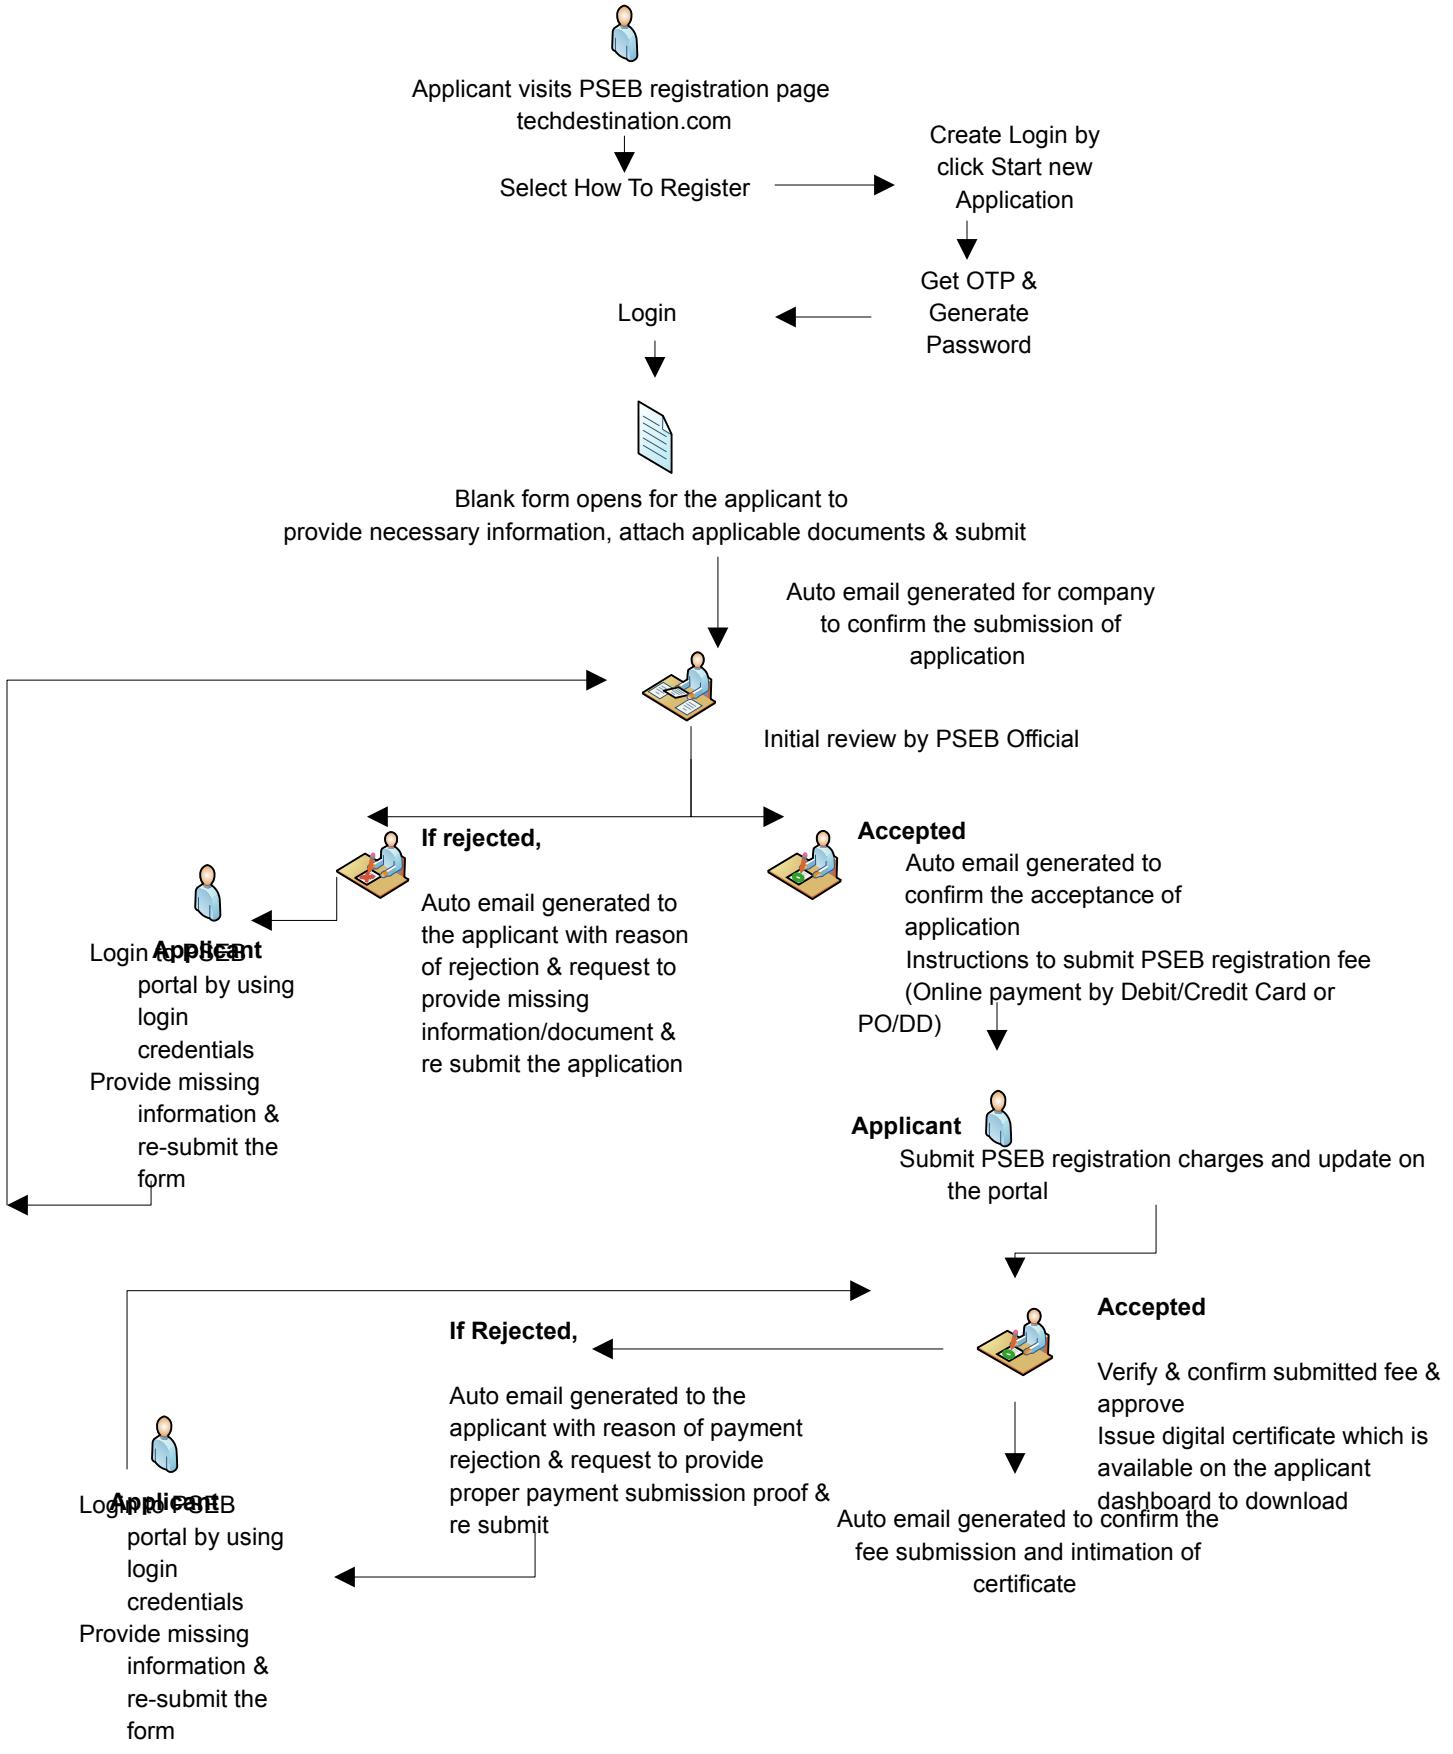 Applicant visits PSEB registration page
techdestination.com
Select How To Register
Create Login by
click Start new
Application
Get OTP &
Generate
Password
Login
Blank form opens for the applicant to
provide necessary information, attach applicable documents & submit
Auto email generated for company
to confirm the submission of
application
Initial review by PSEB Official
If rejected,
Auto email generated to
the applicant with reason
of rejection & request to
provide missing
information/document &
re submit the application
Accepted
Auto email generated to
confirm the acceptance of
application
Instructions to submit PSEB registration fee
(Online payment by Debit/Credit Card or
PO/DD)
Applicant
Login to PSEB
portal by using
login
credentials
Provide missing
information &
re-submit the
form
Applicant
Submit PSEB registration charges and update on
the portal
Accepted
Verify & confirm submitted fee &
approve
Issue digital certificate which is
available on the applicant
dashboard to download
If Rejected,
Auto email generated to the
applicant with reason of payment
rejection & request to provide
proper payment submission proof &
re submit
Auto email generated to confirm the
fee submission and intimation of
certificate
Applicant
Login to PSEB
portal by using
login
credentials
Provide missing
information &
re-submit the
form